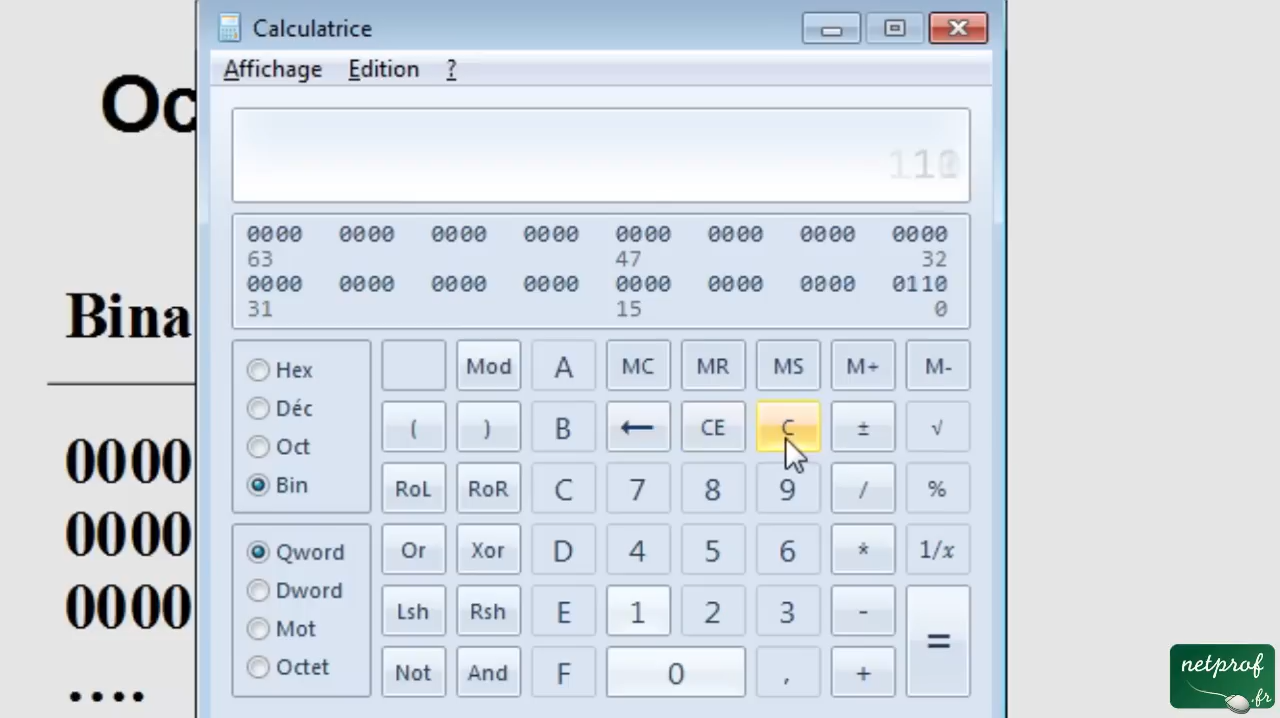 Oc
Calculatrice
Affichage Edition ?
0000 0000 0000 0000 0000 0000 0000 0000
63 47 32
0000 0000 0000 0000 0000 0000 0000 0110
31 15 0
Bina
0000
0000
0000
....
Hex
Déc
Oct
Bin
Qword
Dword
Mot
Octet
Mod A MC MR MS M+ M-
( ) B ← CE C ± √
RoL RoR C 7 8 9 / %
Or Xor D 4 5 6 * 1/x
Lsh Rsh E 1 2 3 - =
Not And F 0 , +
netprof
.fr